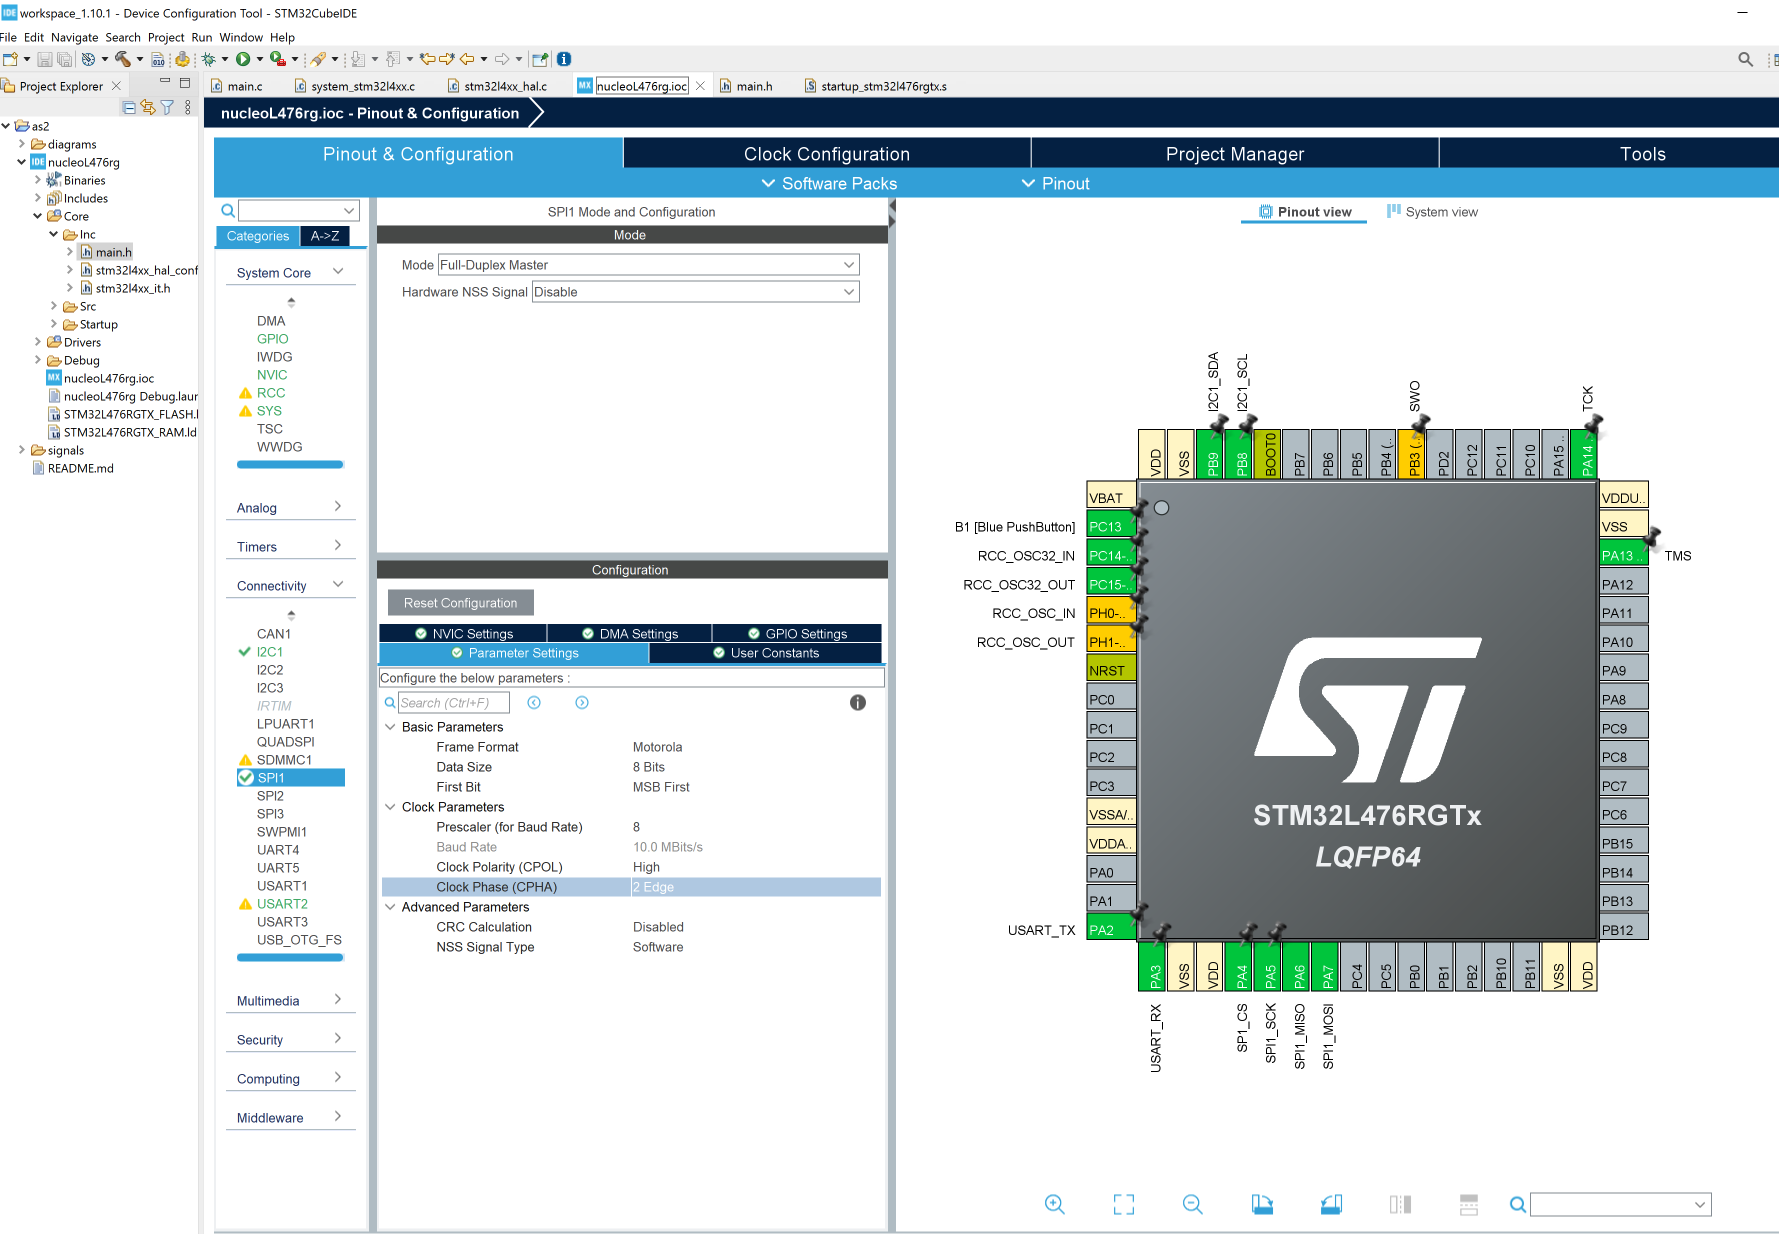 IDE workspace_1.10.1 - Device Configuration Tool - STM32CubeIDE
File Edit Navigate Search Project Run Window Help
Project Explorer
main.c
system_stm32l4xx.c
stm32l4xx_hal.c
MX nucleoL476rg.ioc
main.h
startup_stm32l476rgtx.s
as2
diagrams
IDE nucleoL476rg
Binaries
Includes
Core
Inc
main.h
stm32l4xx_hal_conf
stm32l4xx_it.h
Src
Startup
Drivers
Debug
MX nucleoL476rg.ioc
nucleoL476rg Debug.laur
STM32L476RGTX_FLASH.l
STM32L476RGTX_RAM.ld
signals
README.md
nucleoL476rg.ioc - Pinout & Configuration
Pinout & Configuration
Clock Configuration
Project Manager
Tools
Software Packs
Pinout
Categories
A->Z
System Core
DMA
GPIO
IWDG
NVIC
RCC
SYS
TSC
WWDG
Analog
Timers
Connectivity
CAN1
I2C1
I2C2
I2C3
IRTIM
LPUART1
QUADSPI
SDMMC1
SPI1
SPI2
SPI3
SWPMI1
UART4
UART5
USART1
USART2
USART3
USB_OTG_FS
Multimedia
Security
Computing
Middleware
SPI1 Mode and Configuration
Mode
Mode Full-Duplex Master
Hardware NSS Signal Disable
Configuration
Reset Configuration
NVIC Settings
DMA Settings
GPIO Settings
Parameter Settings
User Constants
Configure the below parameters :
Search (Ctrl+F)
Basic Parameters
Frame Format Motorola
Data Size 8 Bits
First Bit MSB First
Clock Parameters
Prescaler (for Baud Rate) 8
Baud Rate 10.0 MBits/s
Clock Polarity (CPOL) High
Clock Phase (CPHA) 2 Edge
Advanced Parameters
CRC Calculation Disabled
NSS Signal Type Software
Pinout view
System view
I2C1_SDA
I2C1_SCL
SWO
TCK
VDD
VSS
PB9
PB8
BOOT0
PB7
PB6
PB5
PB4 (..
PB3 (..
PD2
PC12
PC11
PC10
PA15 ..
PA14..
VBAT
B1 [Blue PushButton] PC13
RCC_OSC32_IN PC14-..
RCC_OSC32_OUT PC15-..
RCC_OSC_IN PH0-..
RCC_OSC_OUT PH1-..
NRST
PC0
PC1
PC2
PC3
VSSA/..
VDDA..
PA0
PA1
USART_TX PA2
STM32L476RGTx
LQFP64
VDDU..
VSS
PA13 .. TMS
PA12
PA11
PA10
PA9
PA8
PC9
PC8
PC7
PC6
PB15
PB14
PB13
PB12
PA3
VSS
VDD
PA4
PA5
PA6
PA7
PC4
PC5
PB0
PB1
PB2
PB10
PB11
VSS
VDD
USART_RX
SP1_CS
SPI1_SCK
SPI1_MISO
SPI1_MOSI